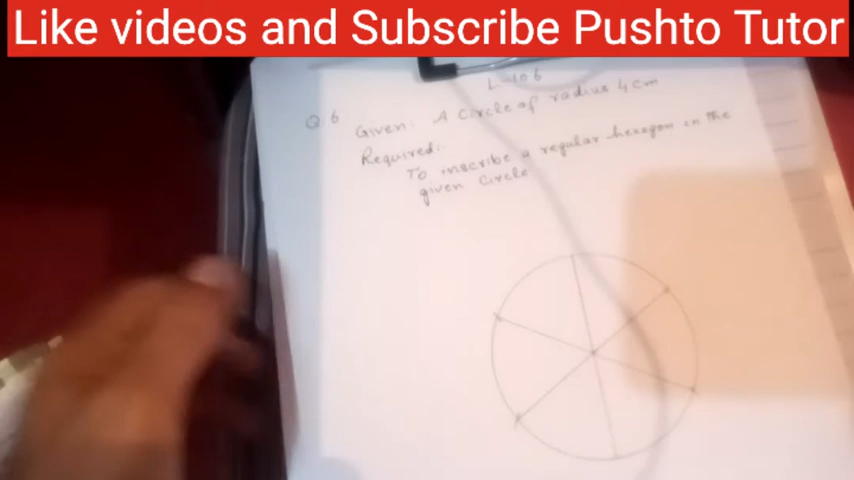 Like videos and Subscribe Pushto Tutor
L-106
Q.6 Given: A circle of radius 4cm
Required:-
To inscribe a regular hexagon in the
given circle